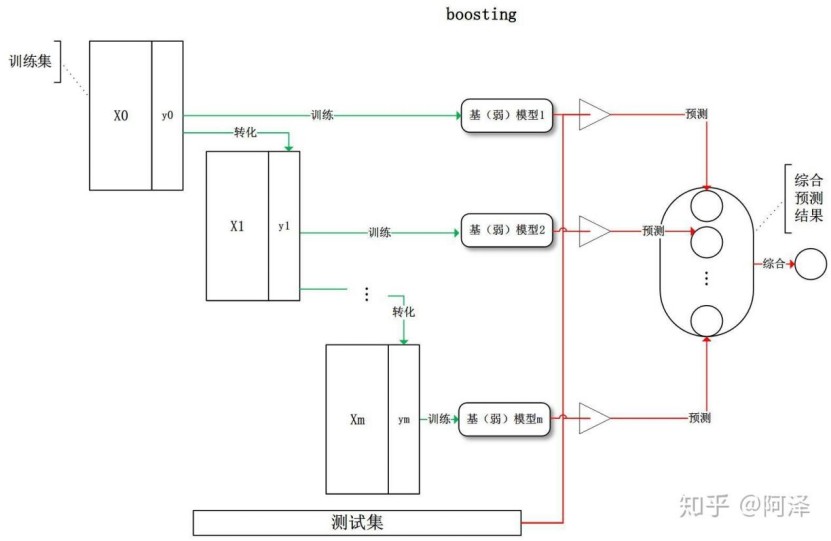 boosting
训练集
X0
y0
训练
基（弱）模型1
预测
转化
X1
y1
训练
基（弱）模型2
预测
综合
预测
结果
综合
⋮
⋮
转化
Xm
ym
训练
基（弱）模型m
预测
测试集
知乎 @阿泽